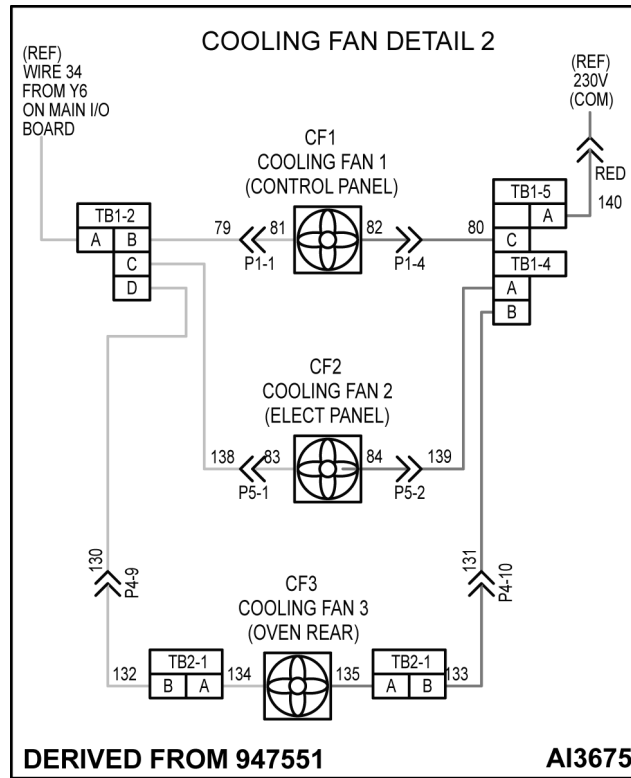 COOLING FAN DETAIL 2
(REF)
WIRE 34
FROM Y6
ON MAIN I/O
BOARD
(REF)
230V
(COM)
RED
140
CF1
COOLING FAN 1
(CONTROL PANEL)
TB1-2
A B
C
D
79 81
P1-1
82 80
P1-4
TB1-5
A
C
TB1-4
A
B
CF2
COOLING FAN 2
(ELECT PANEL)
138 83
P5-1
84 139
P5-2
130
P4-9
131
P4-10
CF3
COOLING FAN 3
(OVEN REAR)
132
TB2-1
B A
134
135
TB2-1
A B
133
DERIVED FROM 947551
AI3675